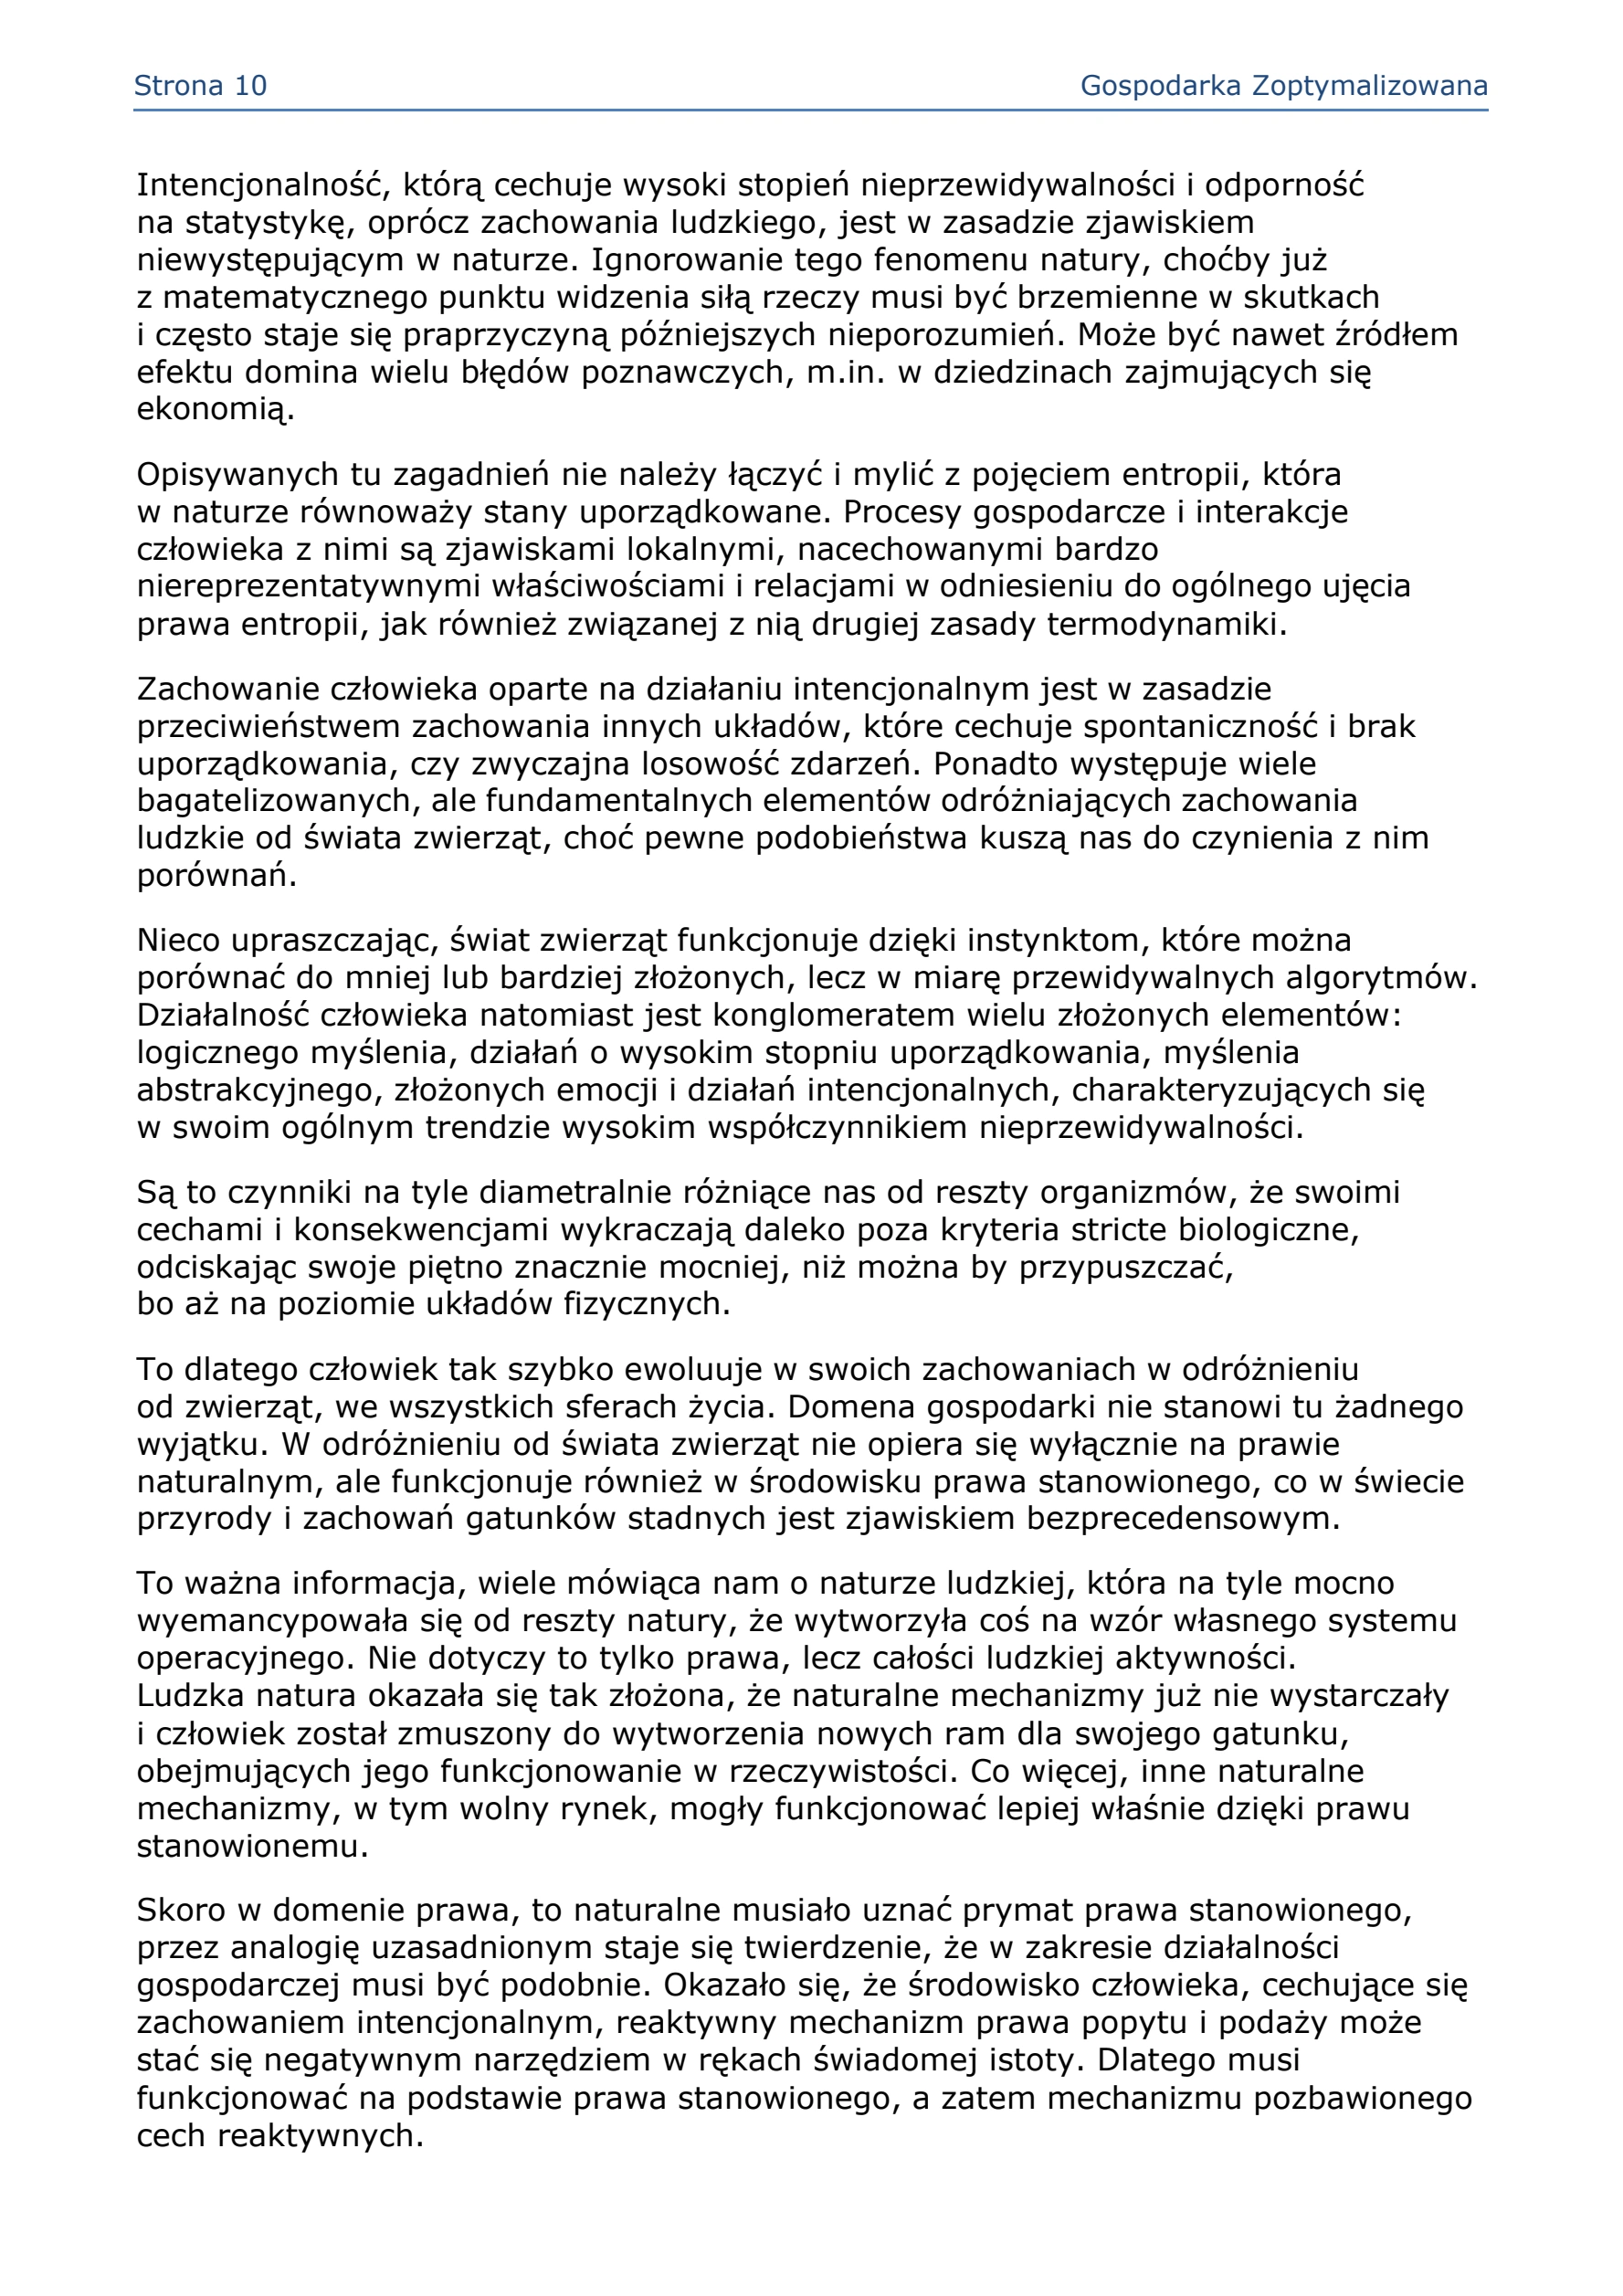 Strona 10
Gospodarka Zoptymalizowana
Intencjonalność, którą cechuje wysoki stopień nieprzewidywalności i odporność
na statystykę, oprócz zachowania ludzkiego, jest w zasadzie zjawiskiem
niewystępującym w naturze. Ignorowanie tego fenomenu natury, choćby już
z matematycznego punktu widzenia siłą rzeczy musi być brzemienne w skutkach
i często staje się praprzyczyną późniejszych nieporozumień. Może być nawet źródłem
efektu domina wielu błędów poznawczych, m.in. w dziedzinach zajmujących się
ekonomią.
Opisywanych tu zagadnień nie należy łączyć i mylić z pojęciem entropii, która
w naturze równoważy stany uporządkowane. Procesy gospodarcze i interakcje
człowieka z nimi są zjawiskami lokalnymi, nacechowanymi bardzo
niereprezentatywnymi właściwościami i relacjami w odniesieniu do ogólnego ujęcia
prawa entropii, jak również związanej z nią drugiej zasady termodynamiki.
Zachowanie człowieka oparte na działaniu intencjonalnym jest w zasadzie
przeciwieństwem zachowania innych układów, które cechuje spontaniczność i brak
uporządkowania, czy zwyczajna losowość zdarzeń. Ponadto występuje wiele
bagatelizowanych, ale fundamentalnych elementów odróżniających zachowania
ludzkie od świata zwierząt, choć pewne podobieństwa kuszą nas do czynienia z nim
porównań.
Nieco upraszczając, świat zwierząt funkcjonuje dzięki instynktom, które można
porównać do mniej lub bardziej złożonych, lecz w miarę przewidywalnych algorytmów.
Działalność człowieka natomiast jest konglomeratem wielu złożonych elementów:
logicznego myślenia, działań o wysokim stopniu uporządkowania, myślenia
abstrakcyjnego, złożonych emocji i działań intencjonalnych, charakteryzujących się
w swoim ogólnym trendzie wysokim współczynnikiem nieprzewidywalności.
Są to czynniki na tyle diametralnie różniące nas od reszty organizmów, że swoimi
cechami i konsekwencjami wykraczają daleko poza kryteria stricte biologiczne,
odciskając swoje piętno znacznie mocniej, niż można by przypuszczać,
bo aż na poziomie układów fizycznych.
To dlatego człowiek tak szybko ewoluuje w swoich zachowaniach w odróżnieniu
od zwierząt, we wszystkich sferach życia. Domena gospodarki nie stanowi tu żadnego
wyjątku. W odróżnieniu od świata zwierząt nie opiera się wyłącznie na prawie
naturalnym, ale funkcjonuje również w środowisku prawa stanowionego, co w świecie
przyrody i zachowań gatunków stadnych jest zjawiskiem bezprecedensowym.
To ważna informacja, wiele mówiąca nam o naturze ludzkiej, która na tyle mocno
wyemancypowała się od reszty natury, że wytworzyła coś na wzór własnego systemu
operacyjnego. Nie dotyczy to tylko prawa, lecz całości ludzkiej aktywności.
Ludzka natura okazała się tak złożona, że naturalne mechanizmy już nie wystarczały
i człowiek został zmuszony do wytworzenia nowych ram dla swojego gatunku,
obejmujących jego funkcjonowanie w rzeczywistości. Co więcej, inne naturalne
mechanizmy, w tym wolny rynek, mogły funkcjonować lepiej właśnie dzięki prawu
stanowionemu.
Skoro w domenie prawa, to naturalne musiało uznać prymat prawa stanowionego,
przez analogię uzasadnionym staje się twierdzenie, że w zakresie działalności
gospodarczej musi być podobnie. Okazało się, że środowisko człowieka, cechujące się
zachowaniem intencjonalnym, reaktywny mechanizm prawa popytu i podaży może
stać się negatywnym narzędziem w rękach świadomej istoty. Dlatego musi
funkcjonować na podstawie prawa stanowionego, a zatem mechanizmu pozbawionego
cech reaktywnych.